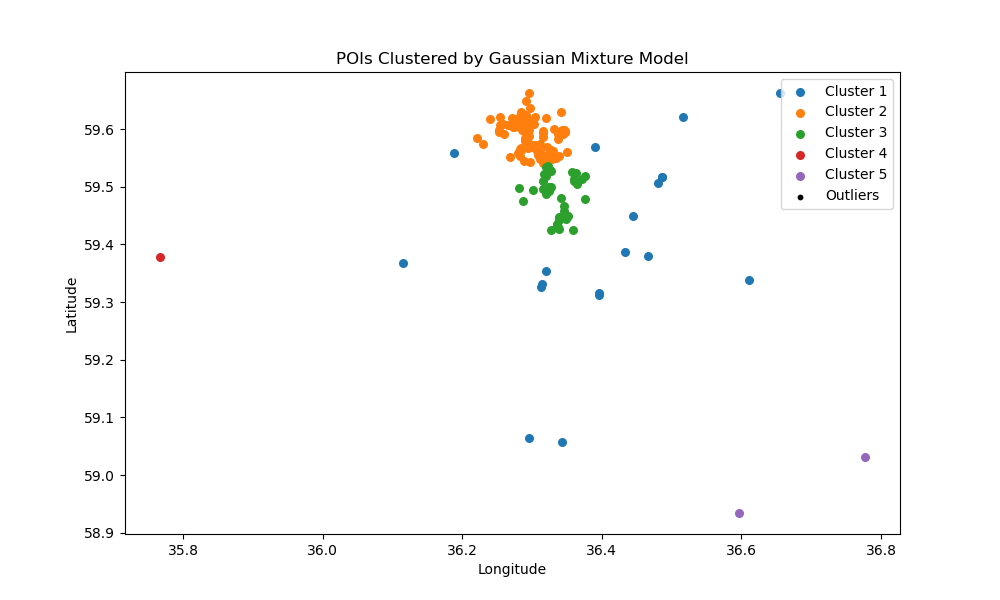 POIs Clustered by Gaussian Mixture Model
Cluster 1
Cluster 2
Cluster 3
Cluster 4
Cluster 5
Outliers
Latitude
59.6
59.5
59.4
59.3
59.2
59.1
59.0
58.9
35.8 36.0 36.2 36.4 36.6 36.8
Longitude